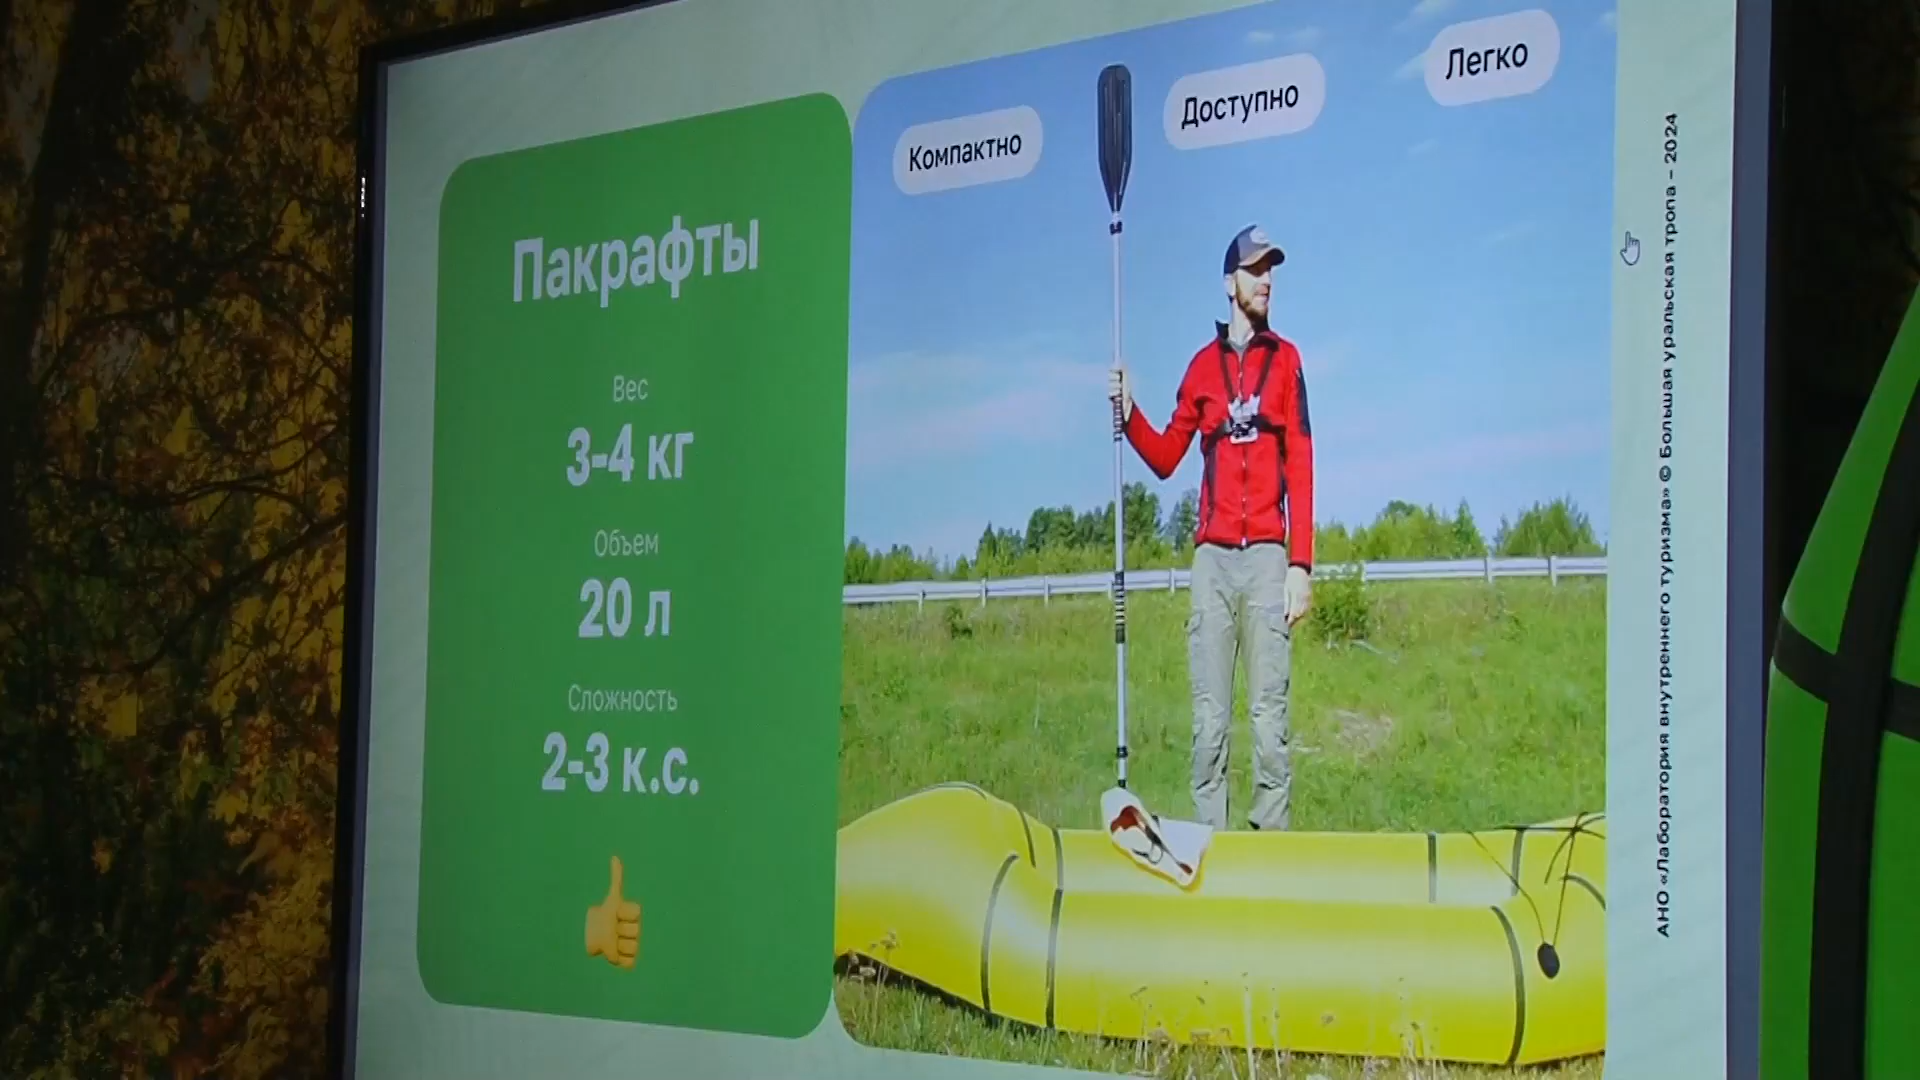 Пакрафты
Вес
3-4 кг
Объем
20 л
Сложность
2-3 к.с.
Компактно
Доступно
Легко
АНО «Лаборатория внутреннего туризма» © Большая уральская тропа – 2024